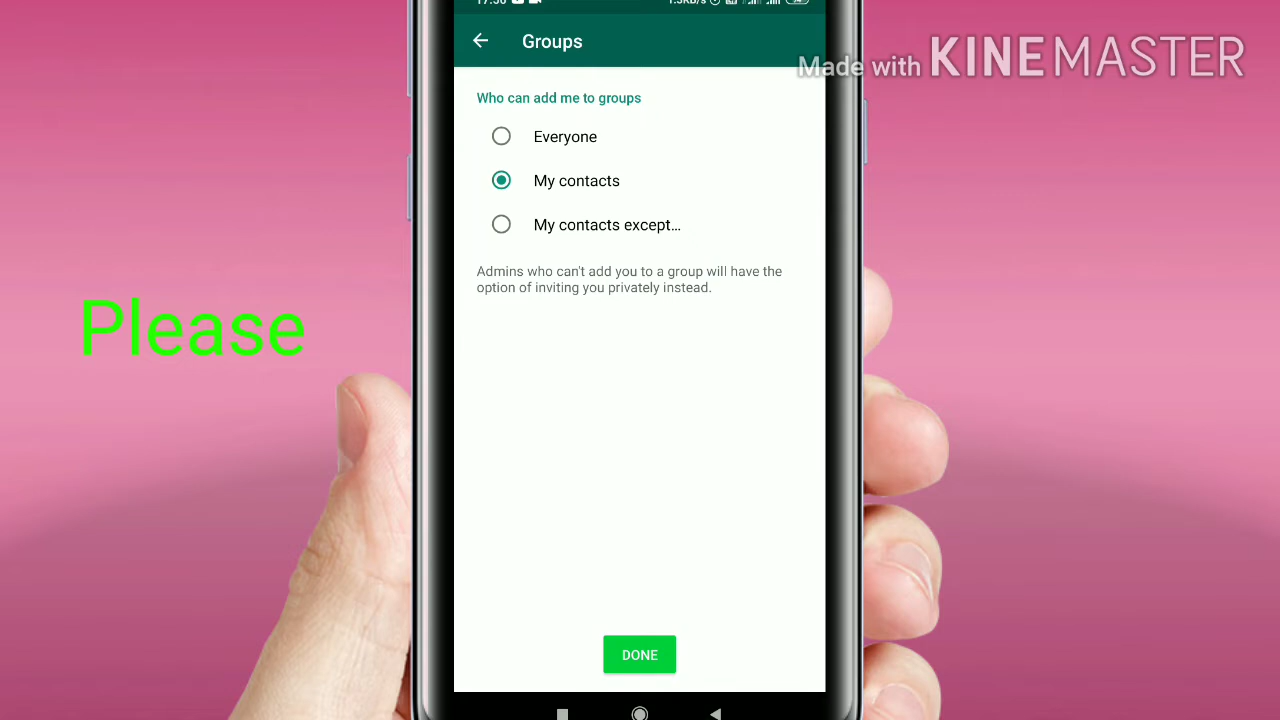 Groups
Made with KINEMASTER
Who can add me to groups
Everyone
My contacts
My contacts except...
Admins who can't add you to a group will have the
option of inviting you privately instead.
Please
DONE